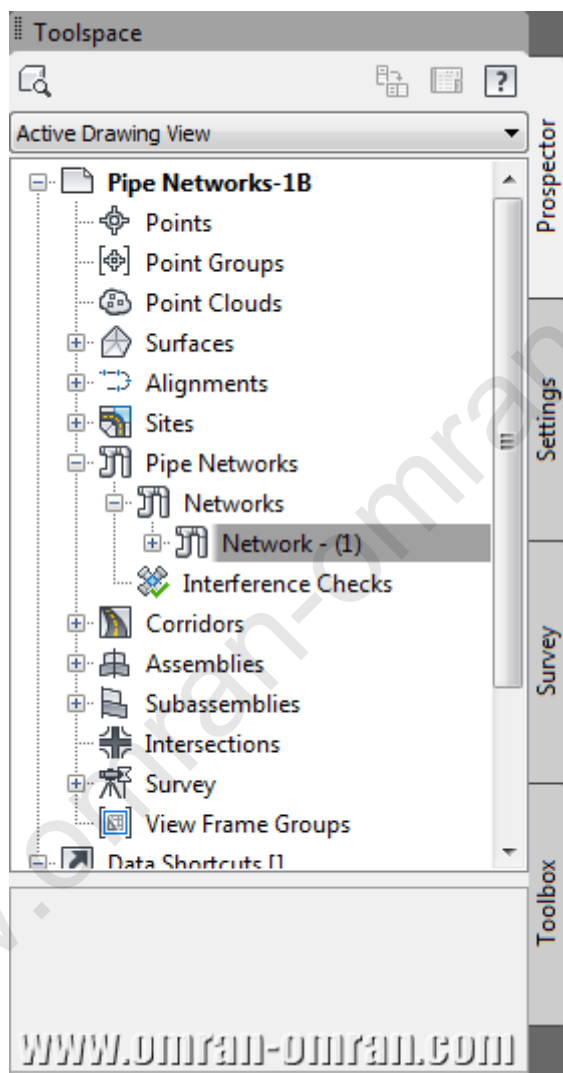 Toolspace
?
Active Drawing View
Pipe Networks-1B
Points
Point Groups
Point Clouds
Surfaces
Alignments
Sites
Pipe Networks
Networks
Network - (1)
Interference Checks
Corridors
Assemblies
Subassemblies
Intersections
Survey
View Frame Groups
Data Shortcuts []
Prospector
Settings
Survey
Toolbox
www.omran-omran.com